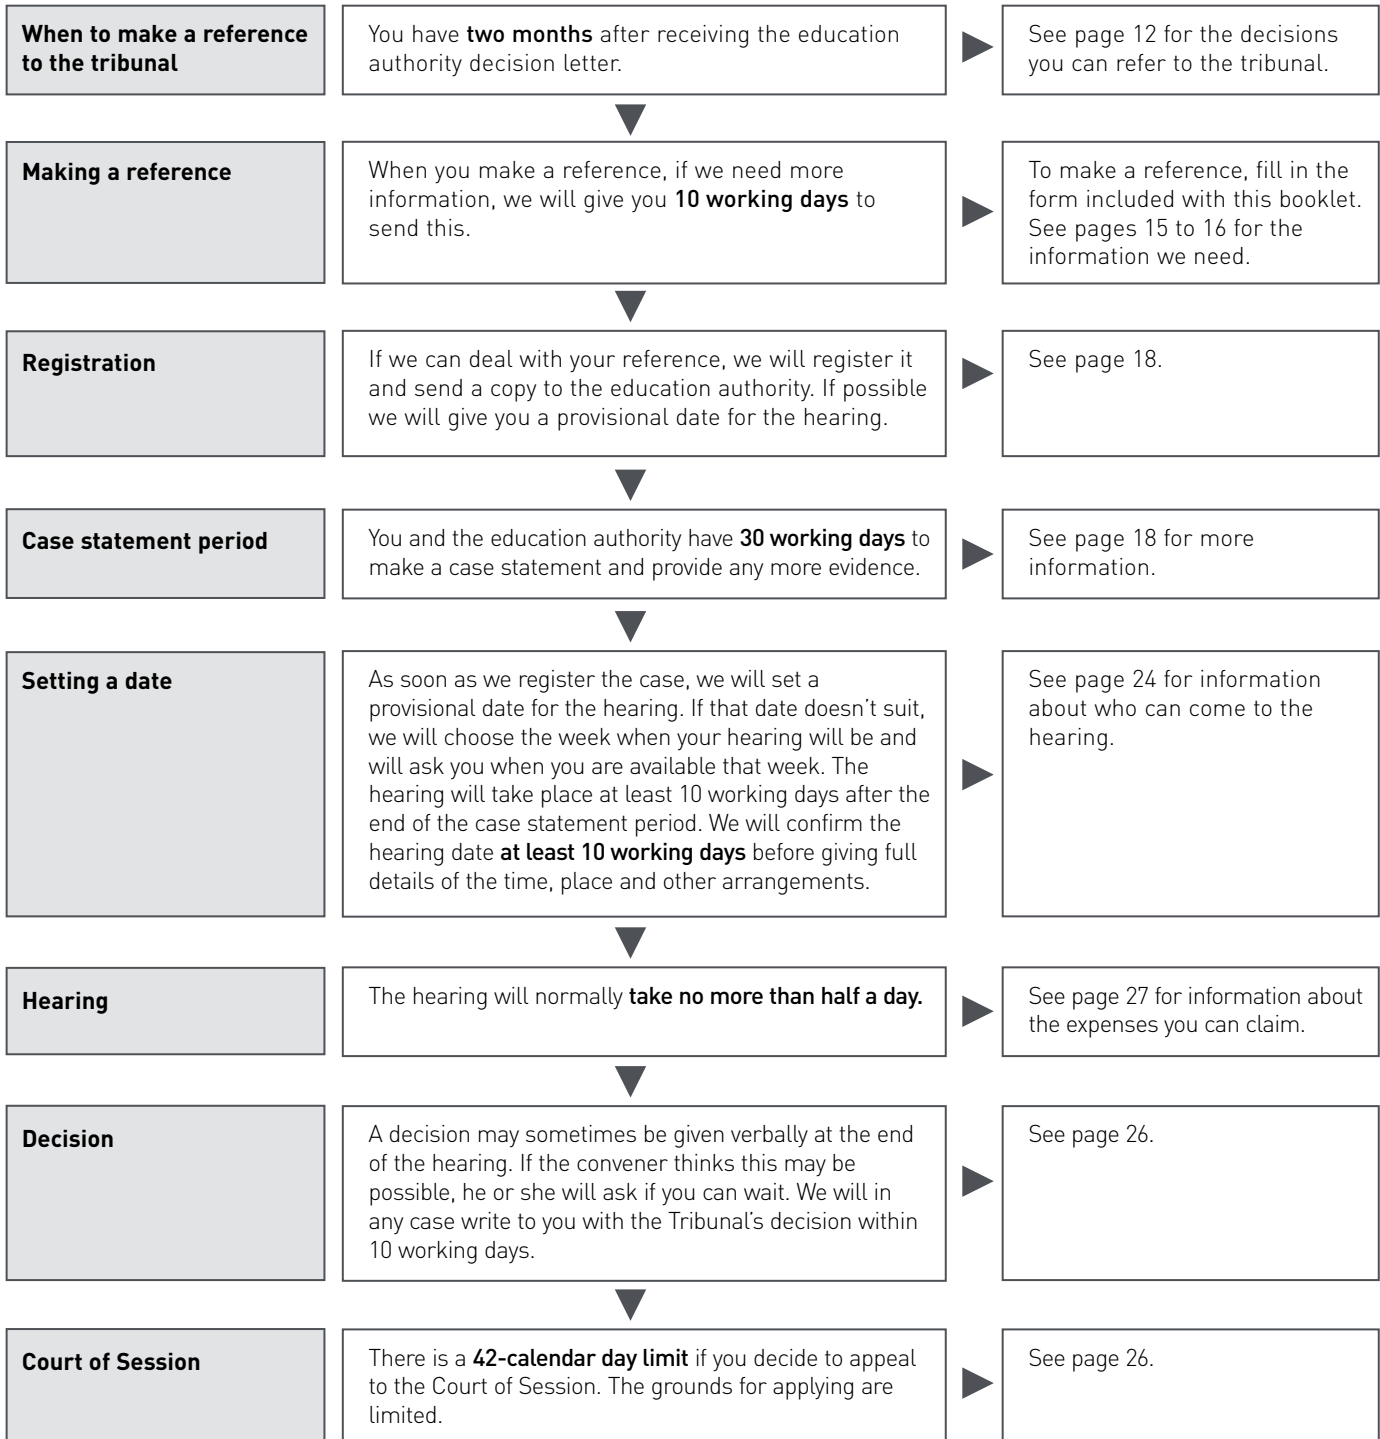 When to make a reference
to the tribunal
You have two months after receiving the education
authority decision letter.
See page 12 for the decisions
you can refer to the tribunal.
Making a reference
When you make a reference, if we need more
information, we will give you 10 working days to
send this.
To make a reference, fill in the
form included with this booklet.
See pages 15 to 16 for the
information we need.
Registration
If we can deal with your reference, we will register it
and send a copy to the education authority. If possible
we will give you a provisional date for the hearing.
See page 18.
Case statement period
You and the education authority have 30 working days to
make a case statement and provide any more evidence.
See page 18 for more
information.
Setting a date
As soon as we register the case, we will set a
provisional date for the hearing. If that date doesn't suit,
we will choose the week when your hearing will be and
will ask you when you are available that week. The
hearing will take place at least 10 working days after the
end of the case statement period. We will confirm the
hearing date at least 10 working days before giving full
details of the time, place and other arrangements.
See page 24 for information
about who can come to the
hearing.
Hearing
The hearing will normally take no more than half a day.
See page 27 for information about
the expenses you can claim.
Decision
A decision may sometimes be given verbally at the end
of the hearing. If the convener thinks this may be
possible, he or she will ask if you can wait. We will in
any case write to you with the Tribunal's decision within
10 working days.
See page 26.
Court of Session
There is a 42-calendar day limit if you decide to appeal
to the Court of Session. The grounds for applying are
limited.
See page 26.